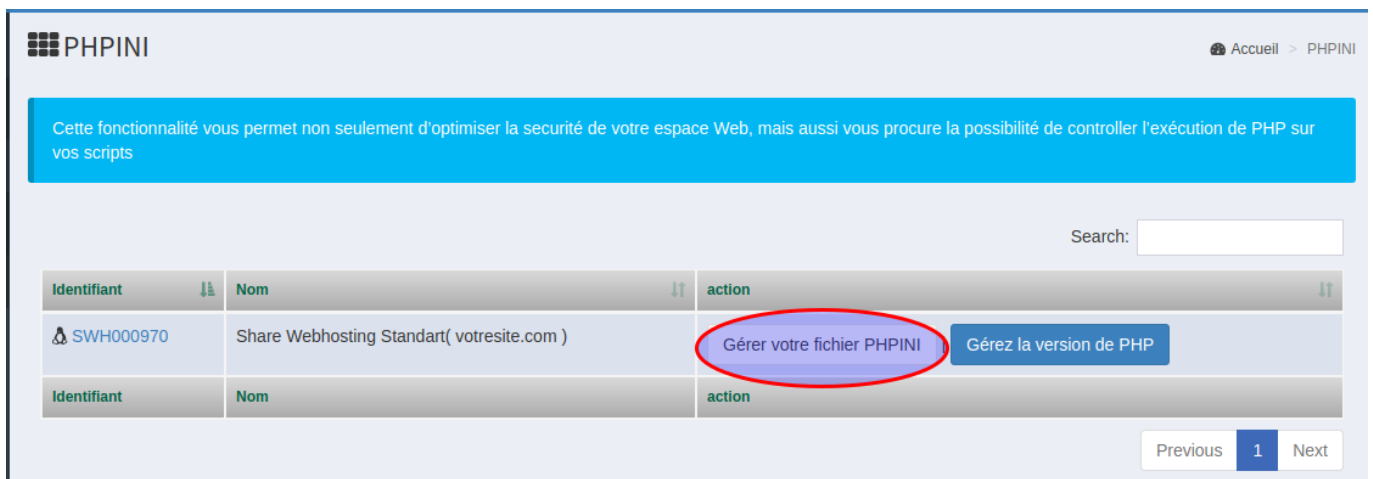 PHPINI
Accueil > PHPINI
Cette fonctionnalité vous permet non seulement d'optimiser la securité de votre espace Web, mais aussi vous procure la possibilité de controller l'exécution de PHP sur
vos scripts
Search:
Identifiant Nom action
SWH000970 Share Webhosting Standart( votresite.com ) Gérer votre fichier PHPINI | Gérez la version de PHP
Identifiant Nom action
Previous 1 Next